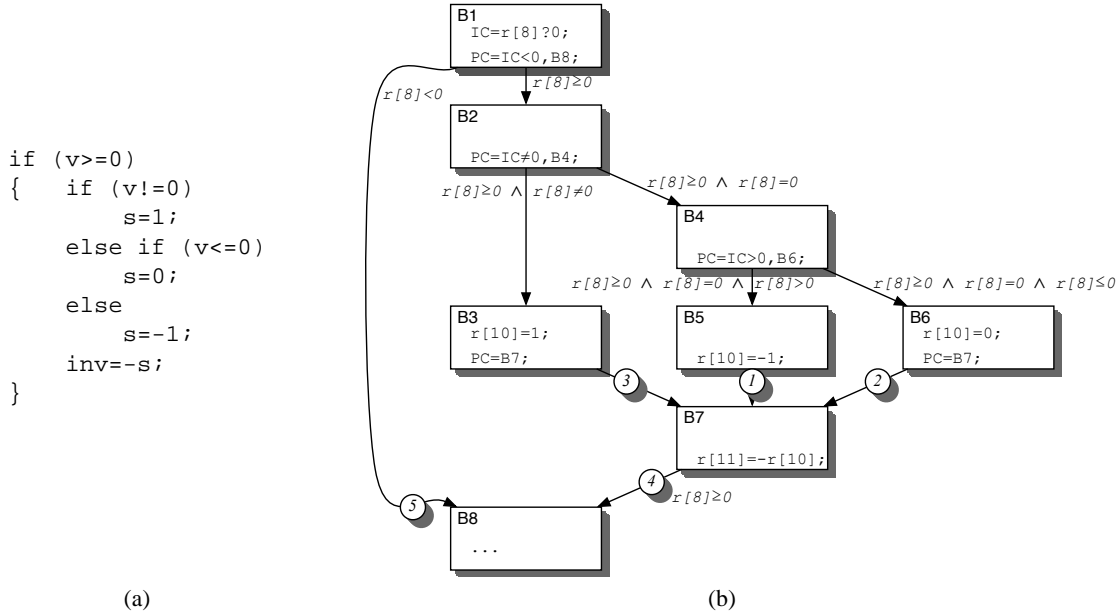 if (v>=0)
{ if (v!=0)
s=1;
else if (v<=0)
s=0;
else
s=-1;
inv=-s;
}
(a)
B1
IC=r[8]?0;
PC=IC<0,B8;
r[8]<0
r[8]≥0
B2
PC=IC≠0,B4;
r[8]≥0 ∧ r[8]≠0
r[8]≥0 ∧ r[8]=0
B4
PC=IC>0,B6;
r[8]≥0 ∧ r[8]=0 ∧ r[8]>0
r[8]≥0 ∧ r[8]=0 ∧ r[8]≤0
B3
r[10]=1;
PC=B7;
B5
r[10]=-1;
B6
r[10]=0;
PC=B7;
3
1
2
B7
r[11]=-r[10];
4
r[8]≥0
5
B8
...
(b)